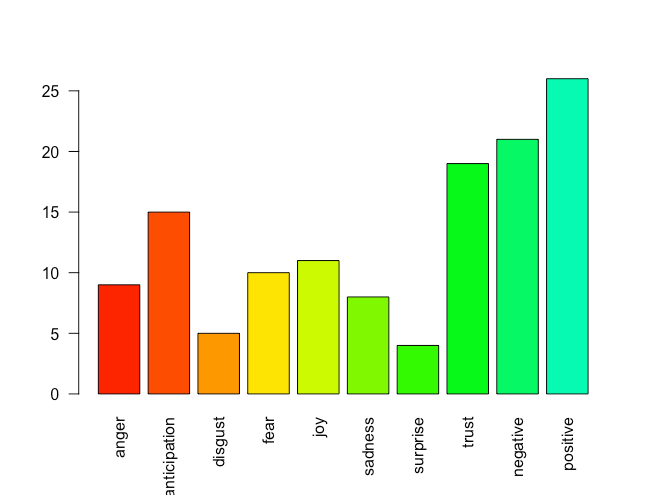 25
20
15
10
5
0
anger
anticipation
disgust
fear
joy
sadness
surprise
trust
negative
positive